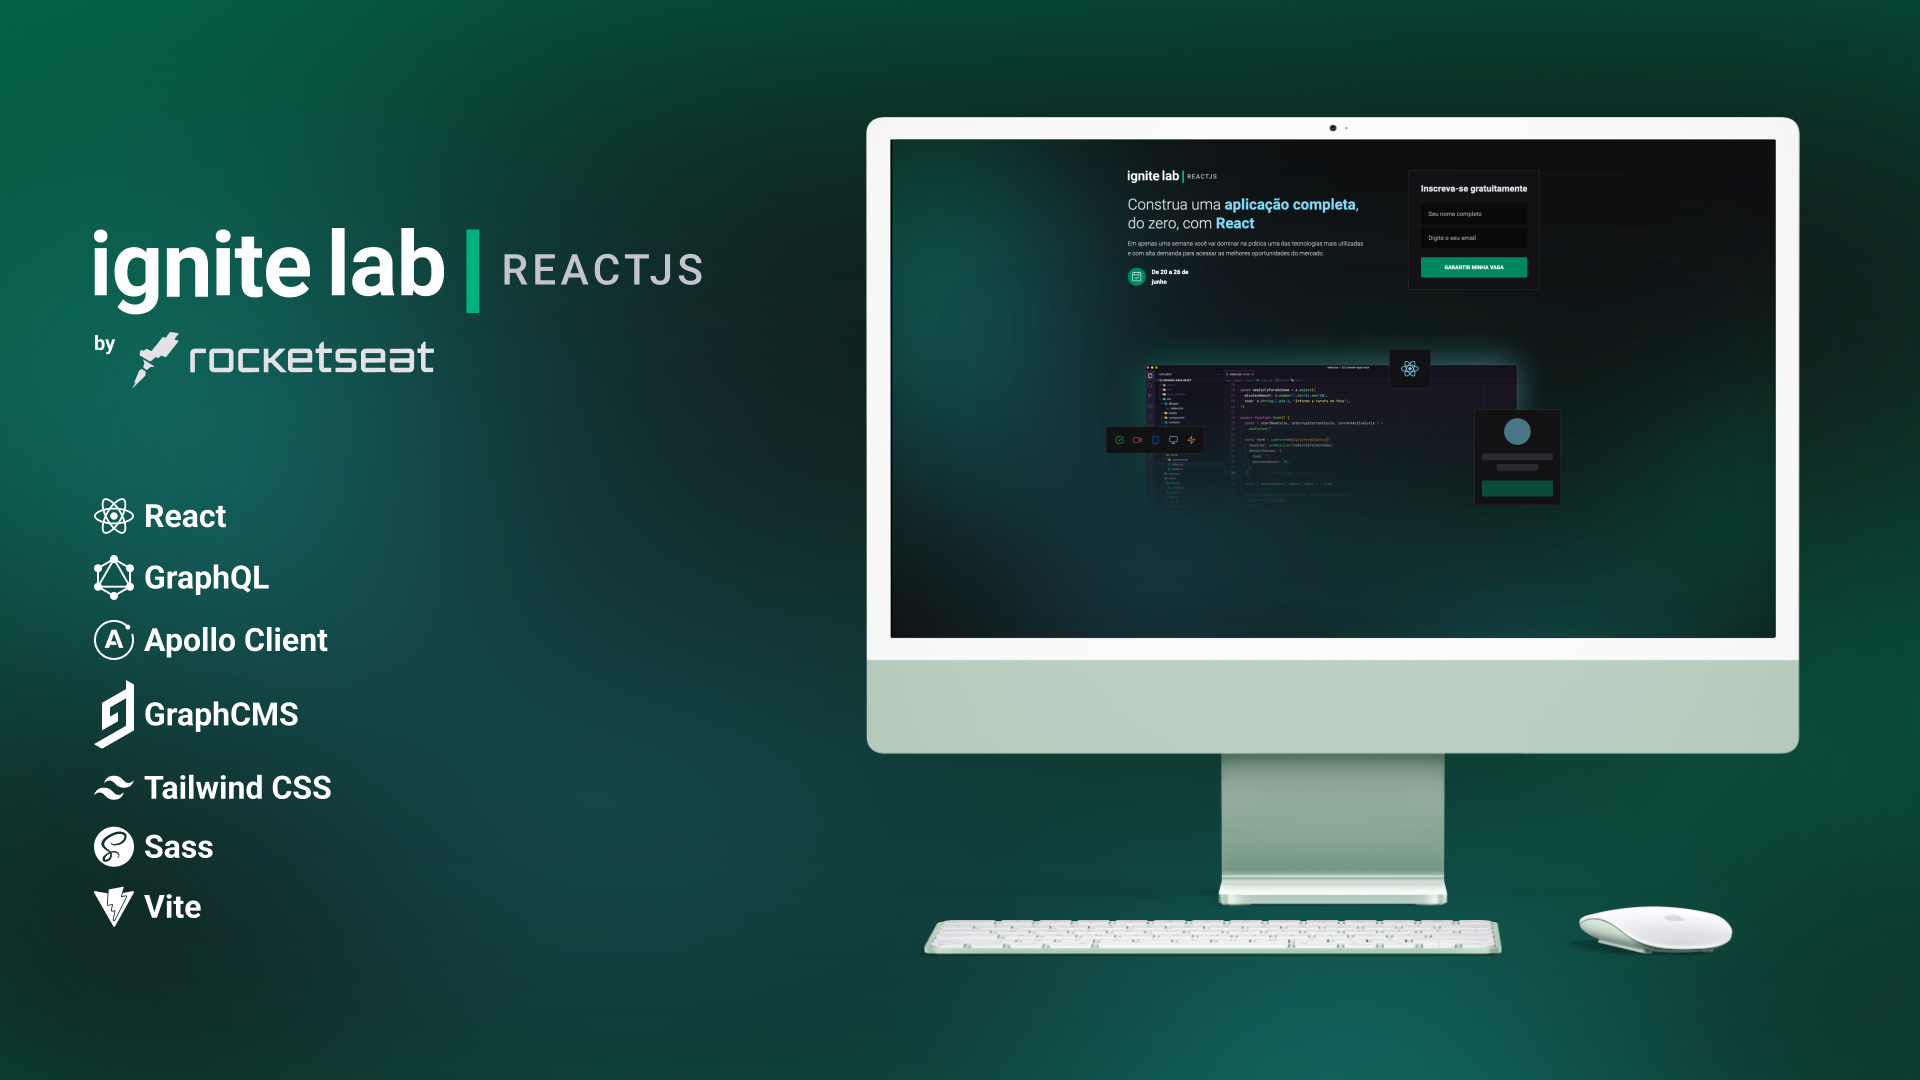 ignite lab | REACTJS
by rocketseat
React
GraphQL
Apollo Client
GraphCMS
Tailwind CSS
Sass
Vite
ignite lab | REACTJS
Construa uma aplicação completa,
do zero, com React
Em apenas uma semana você vai dominar na prática uma das tecnologias mais utilizadas
e com alta demanda para acessar as melhores oportunidades do mercado.
De 20 a 26 de
junho
Inscreva-se gratuitamente
Seu nome completo
Digite o seu email
GARANTIR MINHA VAGA